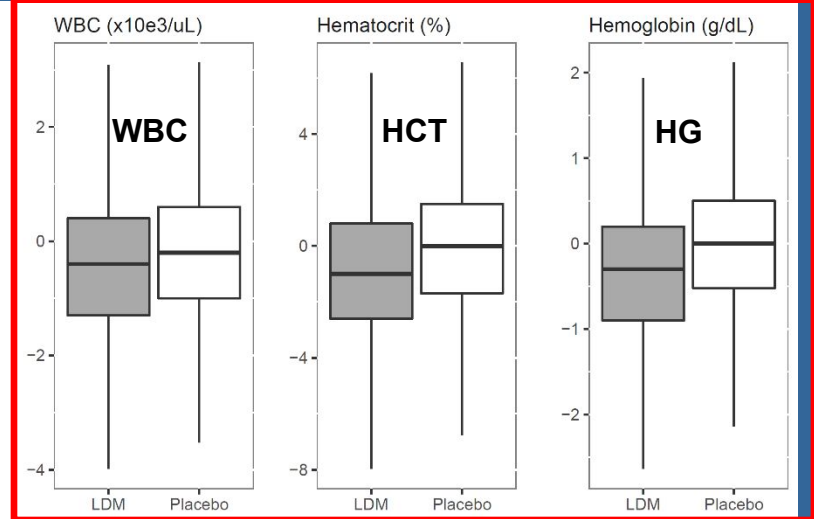 WBC (x10e3/uL)
WBC
2
0
−2
−4
LDM Placebo
Hematocrit (%)
HCT
4
0
−4
−8
LDM Placebo
Hemoglobin (g/dL)
HG
2
1
0
−1
−2
LDM Placebo